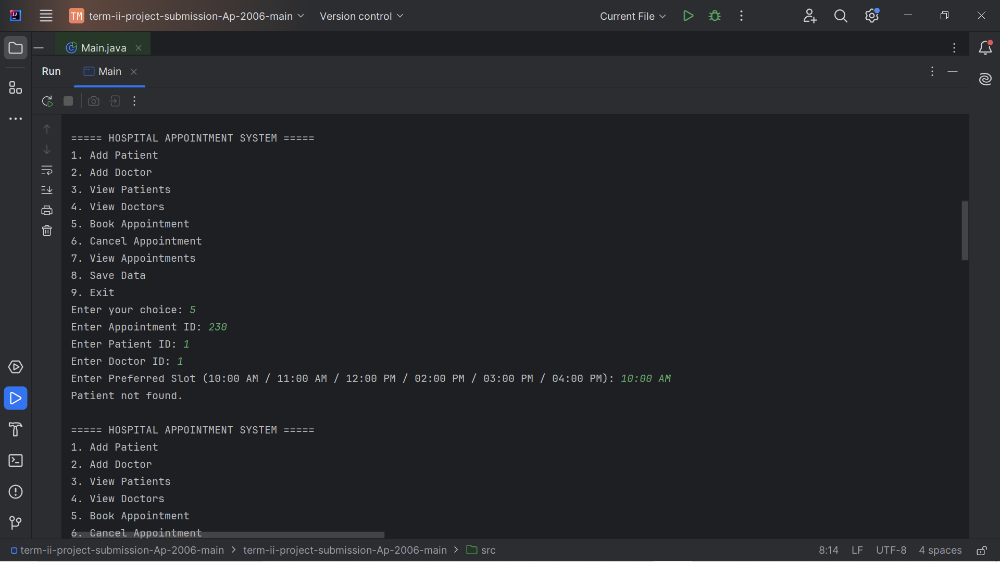 TM term-ii-project-submission-Ap-2006-main Version control Current File
Main.java
Run Main
===== HOSPITAL APPOINTMENT SYSTEM =====
1. Add Patient
2. Add Doctor
3. View Patients
4. View Doctors
5. Book Appointment
6. Cancel Appointment
7. View Appointments
8. Save Data
9. Exit
Enter your choice: 5
Enter Appointment ID: 230
Enter Patient ID: 1
Enter Doctor ID: 1
Enter Preferred Slot (10:00 AM / 11:00 AM / 12:00 PM / 02:00 PM / 03:00 PM / 04:00 PM): 10:00 AM
Patient not found.
===== HOSPITAL APPOINTMENT SYSTEM =====
1. Add Patient
2. Add Doctor
3. View Patients
4. View Doctors
5. Book Appointment
6. Cancel Appointment
term-ii-project-submission-Ap-2006-main > term-ii-project-submission-Ap-2006-main > src 8:14 LF UTF-8 4 spaces